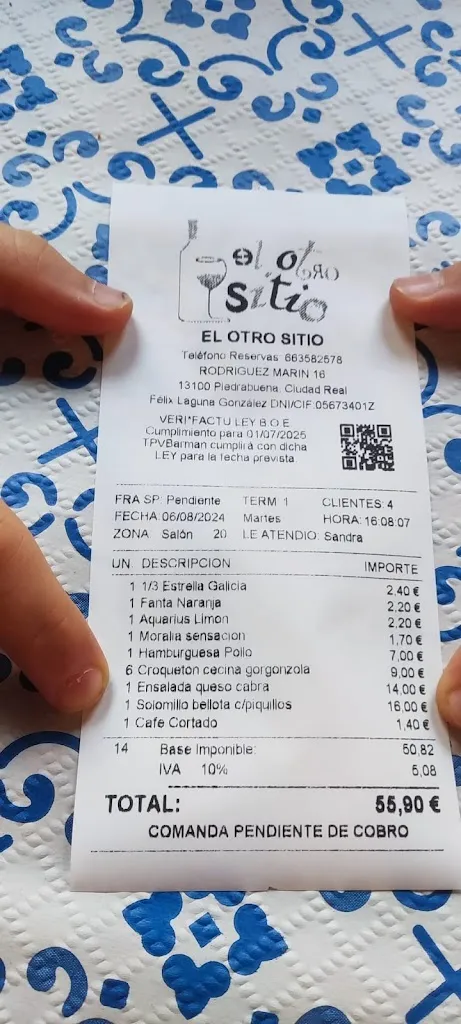 el otro
sitio
EL OTRO SITIO
Teléfono Reservas 663582578
RODRIGUEZ MARIN 16
13100 Piedrabuena, Ciudad Real
Félix Laguna González DNI/CIF:05673401Z
VERI*FACTU LEY B.O.E
Cumplimiento para 01/07/2025
TPVBarman cumplirá con dicha
LEY para la fecha prevista.
FRA SP: Pendiente TERM 1 CLIENTES: 4
FECHA:06/08/2024 Martes HORA: 16:08:07
ZONA: Salón 20 LE ATENDIO: Sandra
UN DESCRIPCION IMPORTE
1 1/3 Estrella Galicia 2,40 €
1 Fanta Naranja 2,20 €
1 Aquarius Limon 2,20 €
1 Moralia sensacion 1,70 €
1 Hamburguesa Pollo 7,00 €
6 Croqueton cecina gorgonzola 9,00 €
1 Ensalada queso cabra 14,00 €
1 Solomillo bellota c/piquillos 16,00 €
1 Cafe Cortado 1,40 €
14 Base Imponible: 50,82
IVA 10% 5,08
TOTAL: 55,90 €
COMANDA PENDIENTE DE COBRO